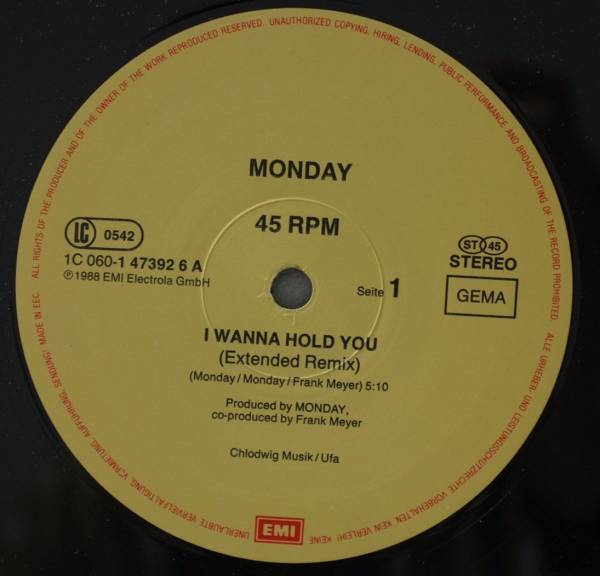 MONDAY
45 RPM
LC 0542
1C 060-1 47392 6 A
℗1988 EMI Electrola GmbH
ST 45
STEREO
GEMA
Seite 1
I WANNA HOLD YOU
(Extended Remix)
(Monday/Monday/Frank Meyer) 5:10
Produced by MONDAY,
co-produced by Frank Meyer
Chlodwig Musik/Ufa
EMI
ALL RIGHTS OF THE PRODUCER AND OF THE OWNER OF THE WORK REPRODUCED RESERVED. UNAUTHORIZED COPYING, HIRING, LENDING, PUBLIC PERFORMANCE AND BROADCASTING OF THE RECORD PROHIBITED
ALLE URHEBER- UND LEISTUNGSSCHUTZRECHTE VORBEHALTEN. KEIN VERLEIH! KEINE UNERLAUBTE VERVIELFÄLTIGUNG, VERMIETUNG, AUFFÜHRUNG, SENDUNG! MADE IN EEC.